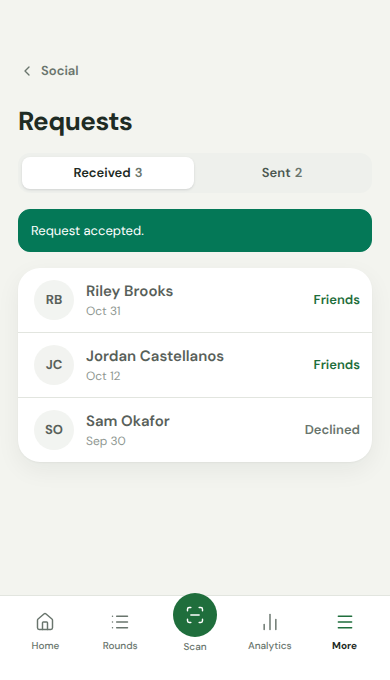 Social
Requests
Received 3
Sent 2
Request accepted.
RB
Riley Brooks
Oct 31
Friends
JC
Jordan Castellanos
Oct 12
Friends
SO
Sam Okafor
Sep 30
Declined
Home
Rounds
Scan
Analytics
More